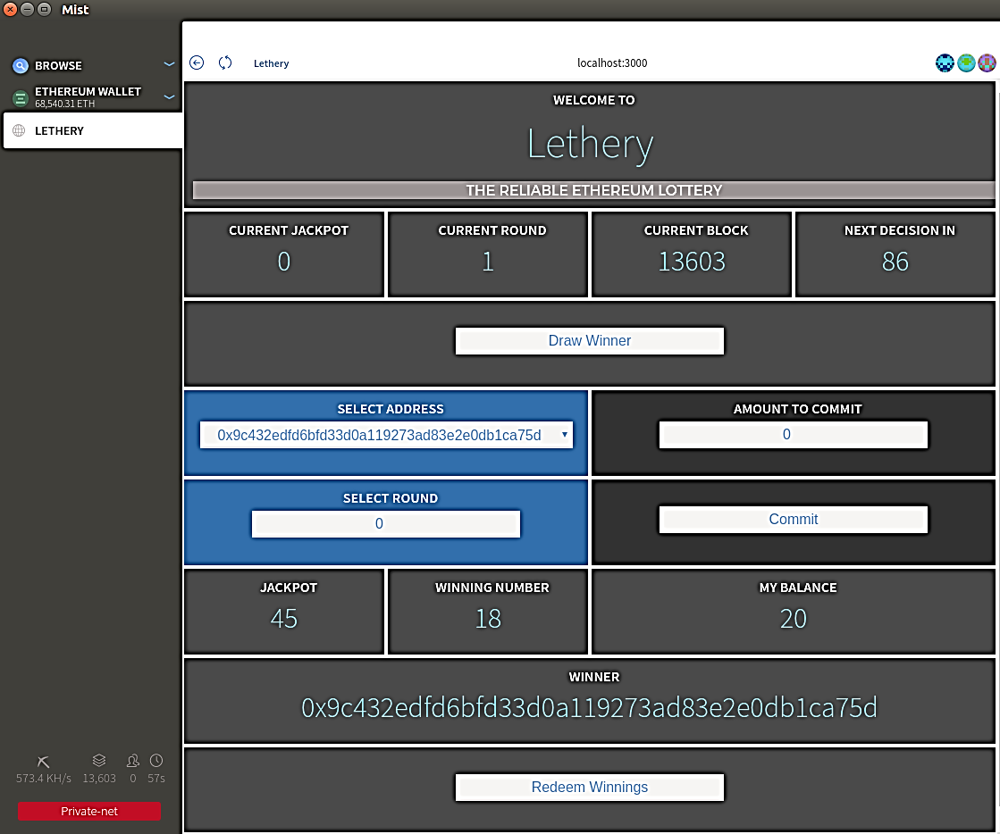 Mist
BROWSE
ETHEREUM WALLET
68,540.31 ETH
LETHERY
573.4 KH/s 13,603 0 57s
Private-net
Lethery localhost:3000
WELCOME TO
Lethery
THE RELIABLE ETHEREUM LOTTERY
CURRENT JACKPOT CURRENT ROUND CURRENT BLOCK NEXT DECISION IN
0 1 13603 86
Draw Winner
SELECT ADDRESS AMOUNT TO COMMIT
0x9c432edfd6bfd33d0a119273ad83e2e0db1ca75d 0
SELECT ROUND
0 Commit
JACKPOT WINNING NUMBER MY BALANCE
45 18 20
WINNER
0x9c432edfd6bfd33d0a119273ad83e2e0db1ca75d
Redeem Winnings